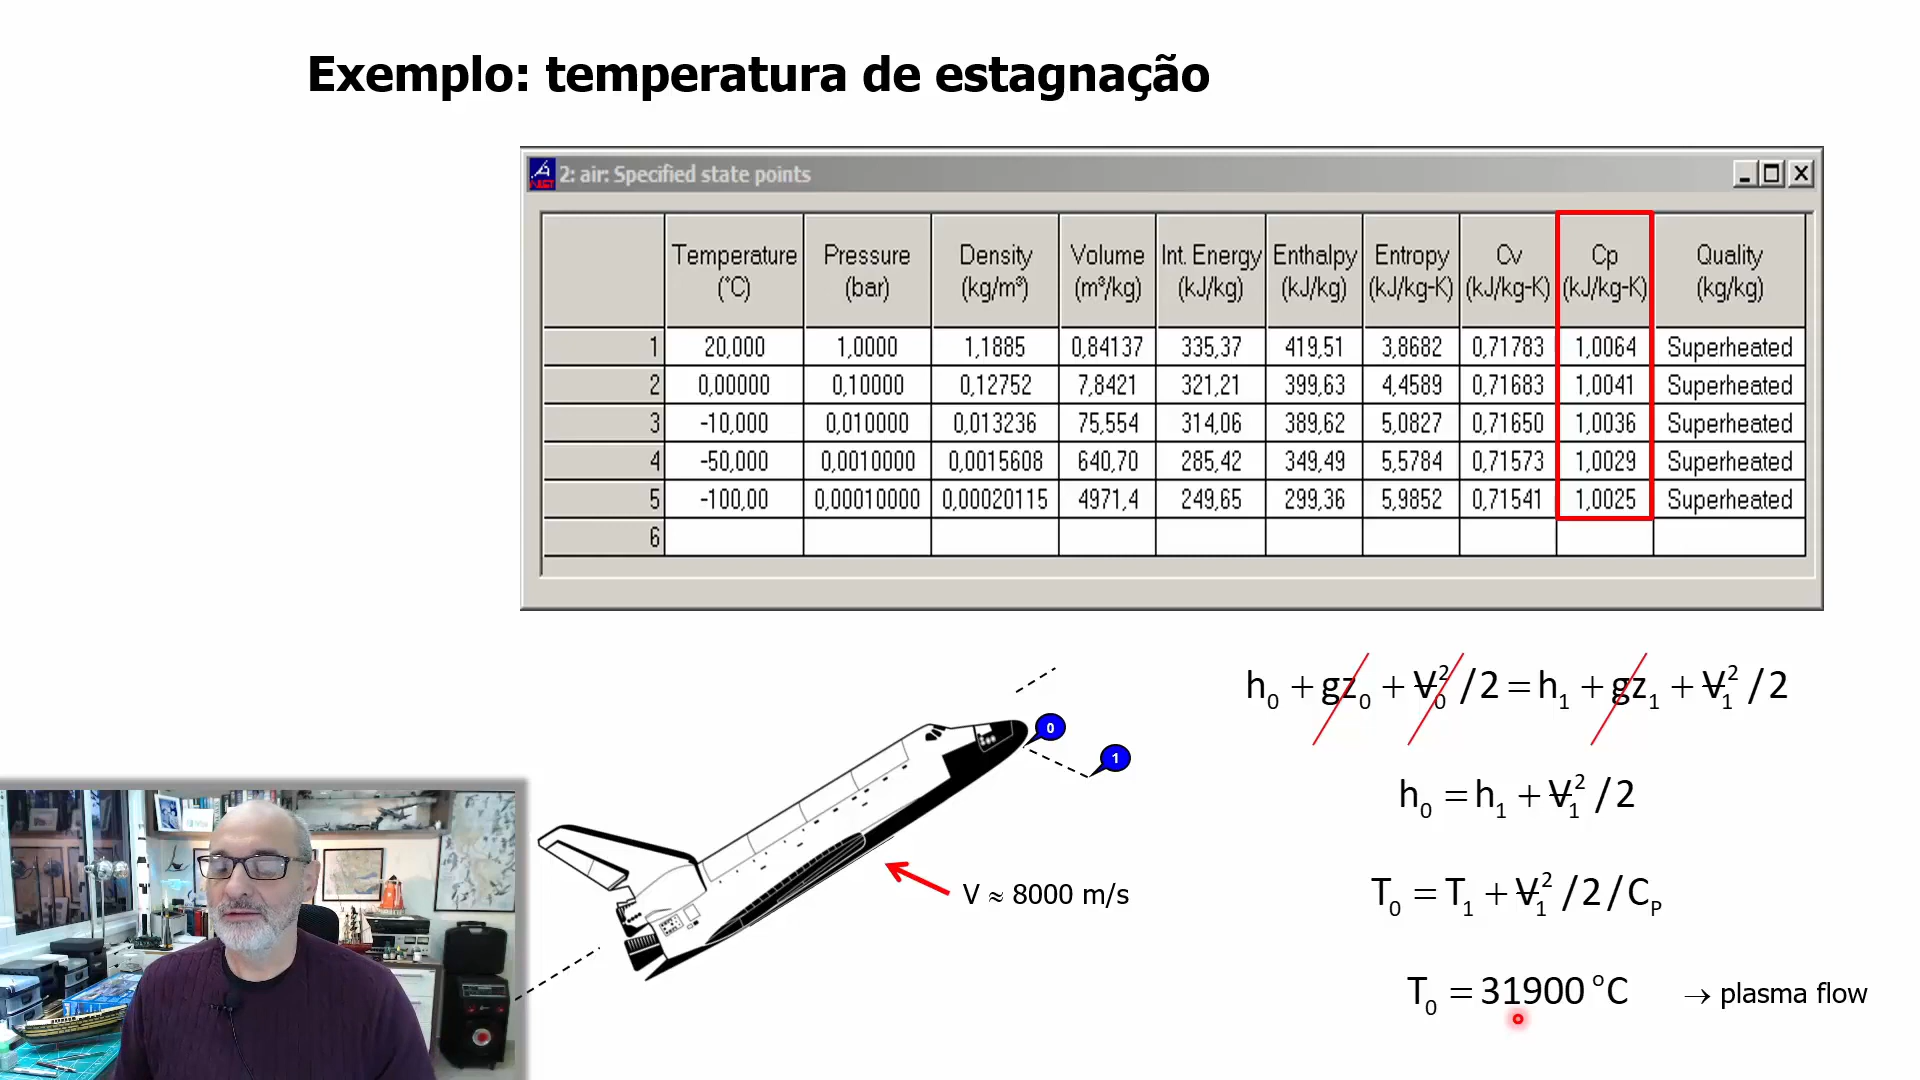 Exemplo: temperatura de estagnação
2: air: Specified state points
Temperature (°C) Pressure (bar) Density (kg/m³) Volume (m³/kg) Int. Energy (kJ/kg) Enthalpy (kJ/kg) Entropy (kJ/kg-K) Cv (kJ/kg-K) Cp (kJ/kg-K) Quality (kg/kg)
1 20,000 1,0000 1,1885 0,84137 335,37 419,51 3,8682 0,71783 1,0064 Superheated
2 0,00000 0,10000 0,12752 7,8421 321,21 399,63 4,4589 0,71683 1,0041 Superheated
3 -10,000 0,010000 0,013236 75,554 314,06 389,62 5,0827 0,71650 1,0036 Superheated
4 -50,000 0,0010000 0,0015608 640,70 285,42 349,49 5,5784 0,71573 1,0029 Superheated
5 -100,00 0,00010000 0,00020115 4971,4 249,65 299,36 5,9852 0,71541 1,0025 Superheated
6
h₀ + gz₀ + V₀² / 2 = h₁ + gz₁ + V₁² / 2
0
1
h₀ = h₁ + V₁² / 2
V ≈ 8000 m/s
T₀ = T₁ + V₁² / 2 / C_P
T₀ = 31900 °C → plasma flow